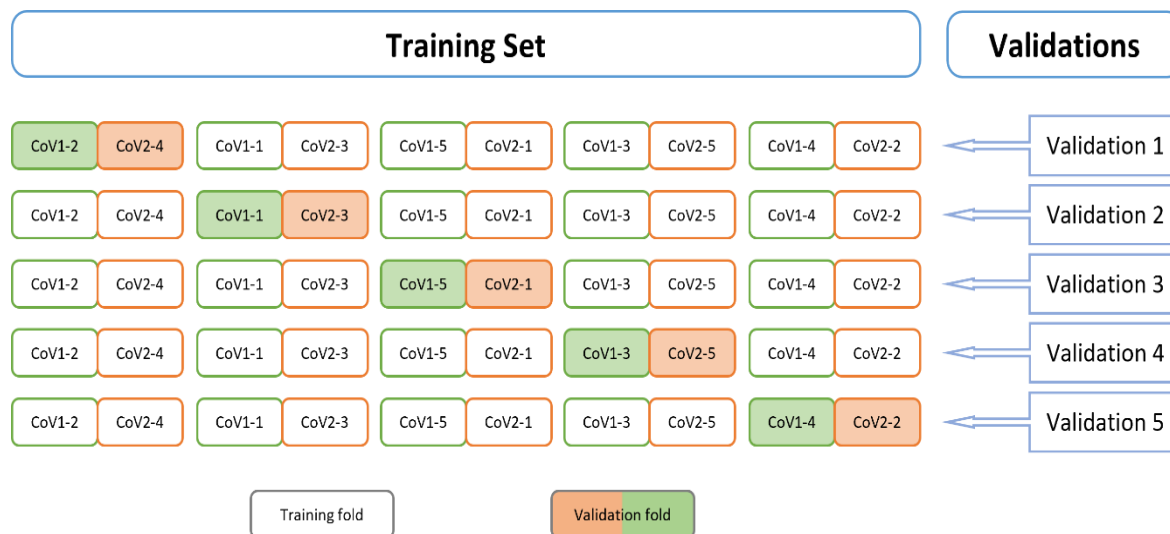 Training Set Validations
CoV1-2 CoV2-4 CoV1-1 CoV2-3 CoV1-5 CoV2-1 CoV1-3 CoV2-5 CoV1-4 CoV2-2 Validation 1
CoV1-2 CoV2-4 CoV1-1 CoV2-3 CoV1-5 CoV2-1 CoV1-3 CoV2-5 CoV1-4 CoV2-2 Validation 2
CoV1-2 CoV2-4 CoV1-1 CoV2-3 CoV1-5 CoV2-1 CoV1-3 CoV2-5 CoV1-4 CoV2-2 Validation 3
CoV1-2 CoV2-4 CoV1-1 CoV2-3 CoV1-5 CoV2-1 CoV1-3 CoV2-5 CoV1-4 CoV2-2 Validation 4
CoV1-2 CoV2-4 CoV1-1 CoV2-3 CoV1-5 CoV2-1 CoV1-3 CoV2-5 CoV1-4 CoV2-2 Validation 5
Training fold Validation fold